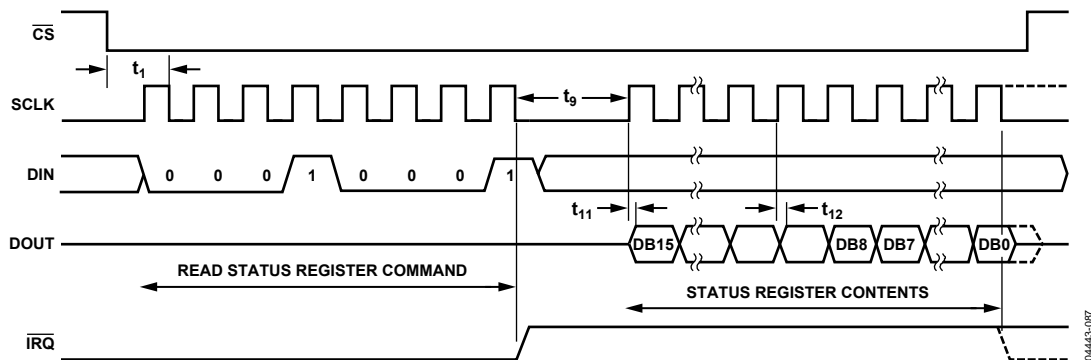 CS
t1
SCLK
t9
DIN 0 0 0 1 0 0 0 1
t11 t12
DOUT DB15 DB8 DB7 DB0
READ STATUS REGISTER COMMAND
STATUS REGISTER CONTENTS
IRQ
04443-087